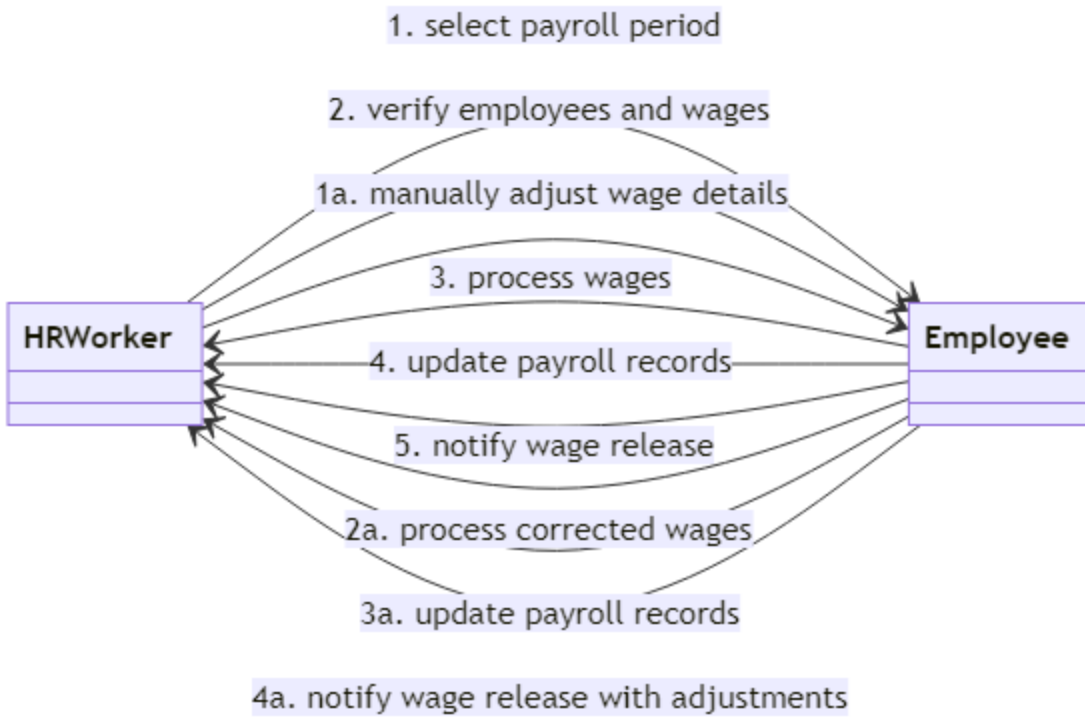 1. select payroll period
2. verify employees and wages
1a. manually adjust wage details
3. process wages
HRWorker
Employee
4. update payroll records
5. notify wage release
2a. process corrected wages
3a. update payroll records
4a. notify wage release with adjustments